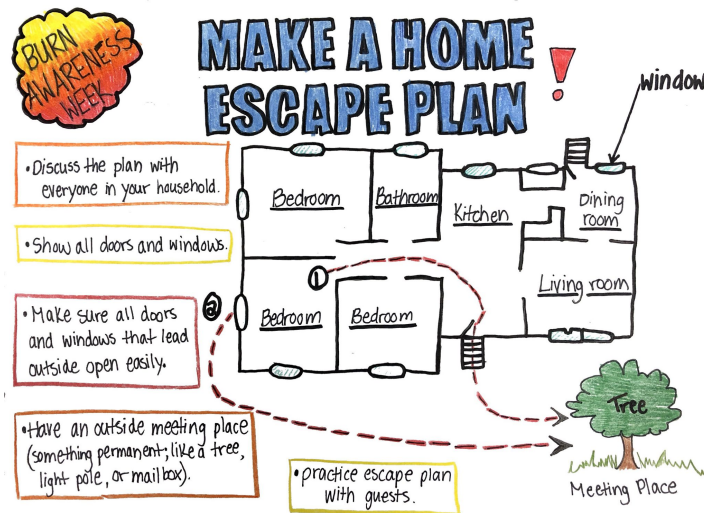 BURN
AWARENESS
WEEK
MAKE A HOME
ESCAPE PLAN!
window
•Discuss the plan with
everyone in your household.
•Show all doors and windows.
•Make sure all doors
and windows that lead
outside open easily.
•Have an outside meeting place
(something permanent, like a tree,
light pole, or mailbox).
•practice escape plan
with guests.
Bedroom
Bathroom
Kitchen
Dining
room
Living room
1
2
Bedroom
Bedroom
Tree
Meeting Place